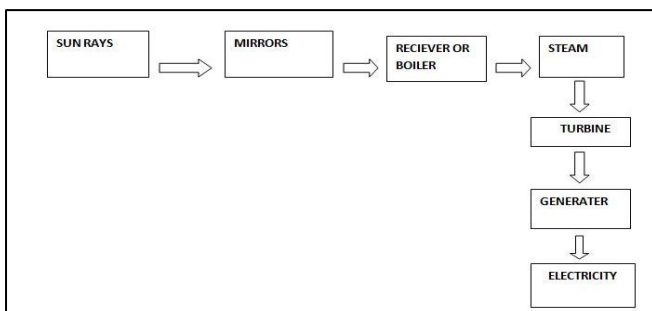 SUN RAYS
MIRRORS
RECIEVER OR
BOILER
STEAM
TURBINE
GENERATER
ELECTRICITY